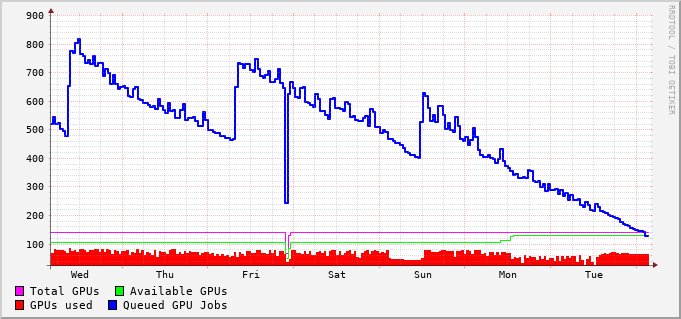 900
800
700
600
500
400
300
200
100
Wed Thu Fri Sat Sun Mon Tue
Total GPUs Available GPUs
GPUs used Queued GPU Jobs
RRDTOOL / TOBI OETIKER